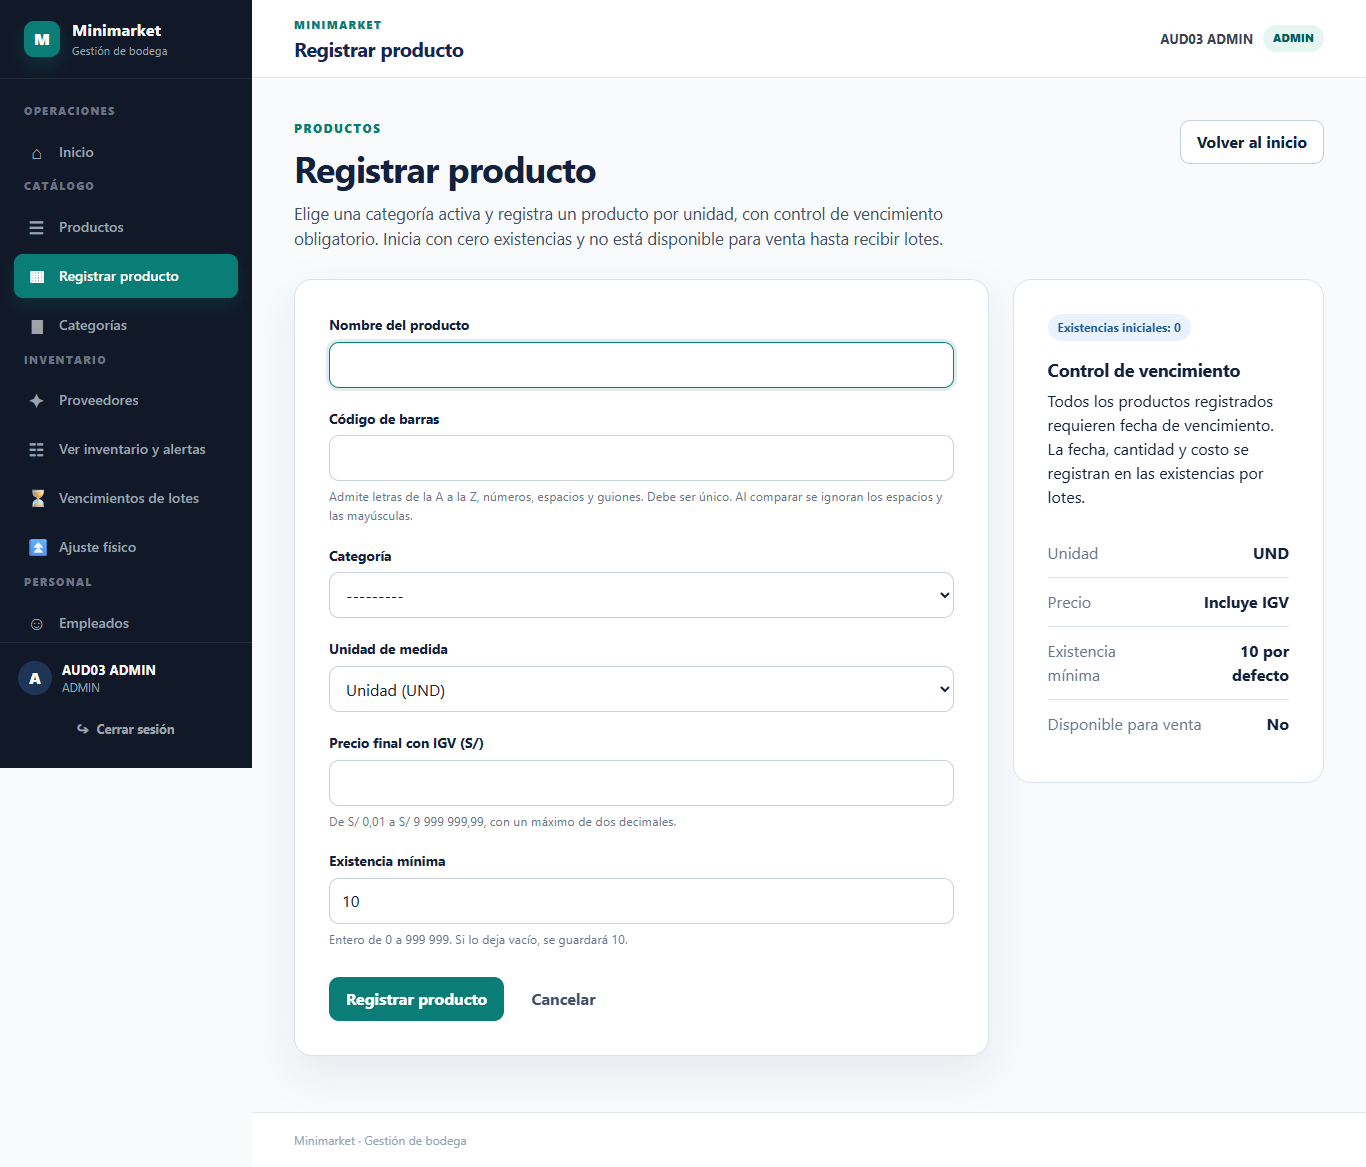 M
Minimarket
Gestión de bodega
OPERACIONES
Inicio
CATÁLOGO
Productos
Registrar producto
Categorías
INVENTARIO
Proveedores
Ver inventario y alertas
Vencimientos de lotes
Ajuste físico
PERSONAL
Empleados
A
AUD03 ADMIN
ADMIN
Cerrar sesión
MINIMARKET
Registrar producto
AUD03 ADMIN
ADMIN
PRODUCTOS
Registrar producto
Elige una categoría activa y registra un producto por unidad, con control de vencimiento
obligatorio. Inicia con cero existencias y no está disponible para venta hasta recibir lotes.
Volver al inicio
Nombre del producto
Código de barras
Admite letras de la A a la Z, números, espacios y guiones. Debe ser único. Al comparar se ignoran los espacios y
las mayúsculas.
Categoría
---------
Unidad de medida
Unidad (UND)
Precio final con IGV (S/)
De S/ 0,01 a S/ 9 999 999,99, con un máximo de dos decimales.
Existencia mínima
10
Entero de 0 a 999 999. Si lo deja vacío, se guardará 10.
Registrar producto
Cancelar
Existencias iniciales: 0
Control de vencimiento
Todos los productos registrados
requieren fecha de vencimiento.
La fecha, cantidad y costo se
registran en las existencias por
lotes.
Unidad UND
Precio Incluye IGV
Existencia 10 por
mínima defecto
Disponible para venta No
Minimarket · Gestión de bodega